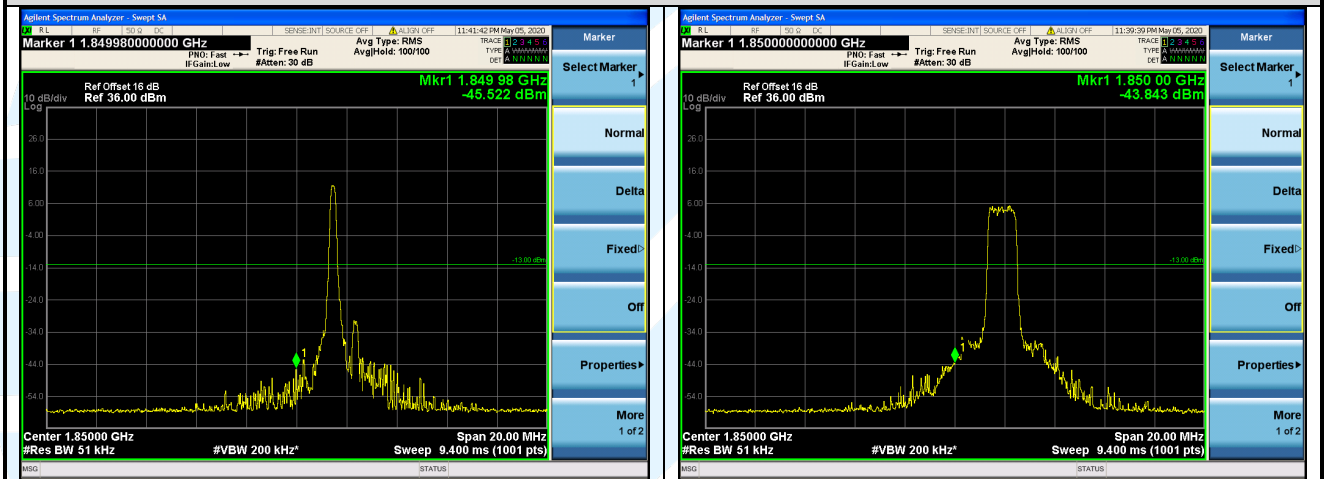 Agilent Spectrum Analyzer - Swept SA
RL RF 50 Ω DC SENSE:INT SOURCE OFF ALIGN OFF 11:41:42 PM May 05, 2020
Marker 1 1.849980000000 GHz
PNO: Fast
IFGain:Low
Trig: Free Run
#Atten: 30 dB
Avg Type: RMS
Avg|Hold: 100/100
TRACE 1 2 3 4 5 6
TYPE A
DET A N N N N N
Ref Offset 16 dB
Ref 36.00 dBm
Mkr1 1.849 98 GHz
-45.522 dBm
10 dB/div
Log
26.0
16.0
6.00
-4.00
-13.00 dBm
-14.0
-24.0
-34.0
-44.0
-54.0
1
Center 1.85000 GHz
Span 20.00 MHz
#Res BW 51 kHz
#VBW 200 kHz*
Sweep 9.400 ms (1001 pts)
MSG
STATUS
Marker
Select Marker
1
Normal
Delta
Fixed
Off
Properties
More
1 of 2
Agilent Spectrum Analyzer - Swept SA
RL RF 50 Ω DC SENSE:INT SOURCE OFF ALIGN OFF 11:39:39 PM May 05, 2020
Marker 1 1.850000000000 GHz
PNO: Fast
IFGain:Low
Trig: Free Run
#Atten: 30 dB
Avg Type: RMS
Avg|Hold: 100/100
TRACE 1 2 3 4 5 6
TYPE A
DET A N N N N N
Ref Offset 16 dB
Ref 36.00 dBm
Mkr1 1.850 00 GHz
-43.843 dBm
10 dB/div
Log
26.0
16.0
6.00
-4.00
-13.00 dBm
-14.0
-24.0
-34.0
-44.0
-54.0
1
Center 1.85000 GHz
Span 20.00 MHz
#Res BW 51 kHz
#VBW 200 kHz*
Sweep 9.400 ms (1001 pts)
MSG
STATUS
Marker
Select Marker
1
Normal
Delta
Fixed
Off
Properties
More
1 of 2